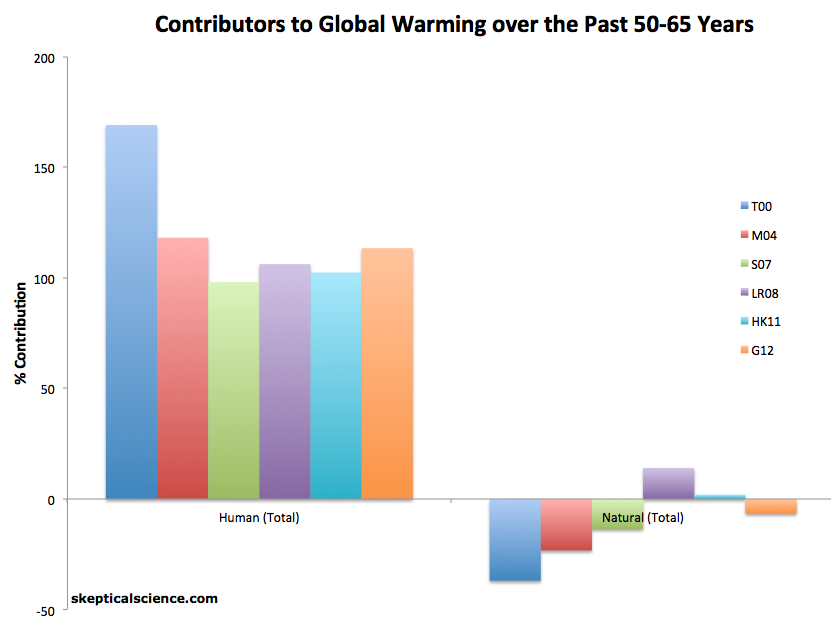 Contributors to Global Warming over the Past 50-65 Years
200
150
100
50
0
-50
% Contribution
Human (Total)
Natural (Total)
T00
M04
S07
LR08
HK11
G12
skepticalscience.com